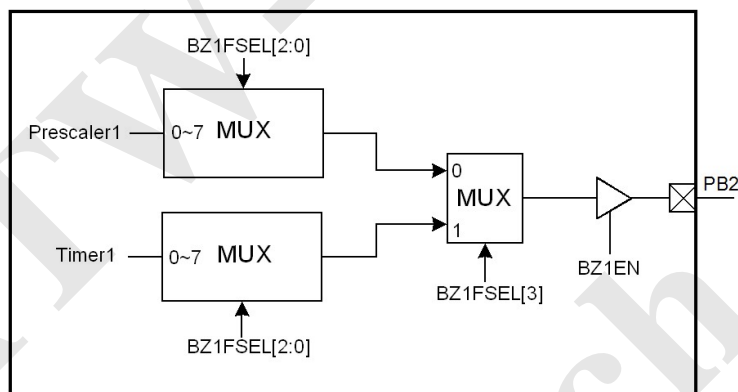 BZ1FSEL[2:0]
Prescaler1
0~7 MUX
0
MUX
1
PB2
Timer1
0~7 MUX
BZ1EN
BZ1FSEL[3]
BZ1FSEL[2:0]